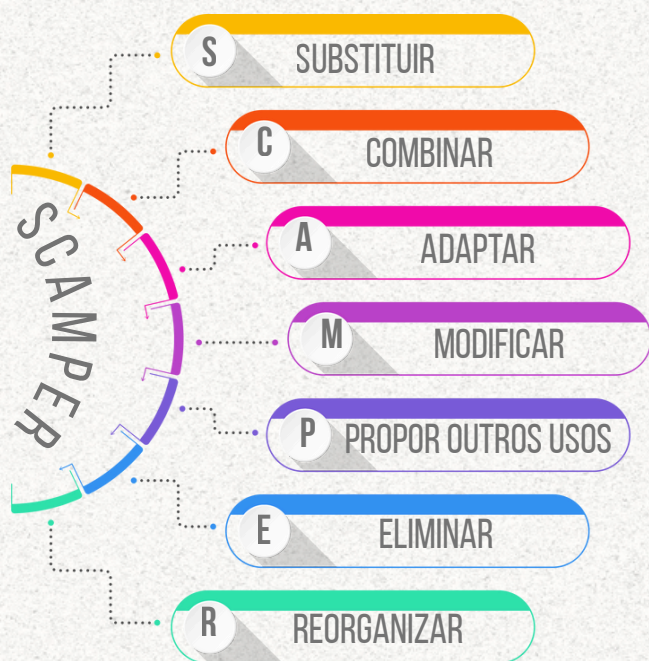 SCAMPER
S
SUBSTITUIR
C
COMBINAR
A
ADAPTAR
M
MODIFICAR
P
PROPOR OUTROS USOS
E
ELIMINAR
R
REORGANIZAR